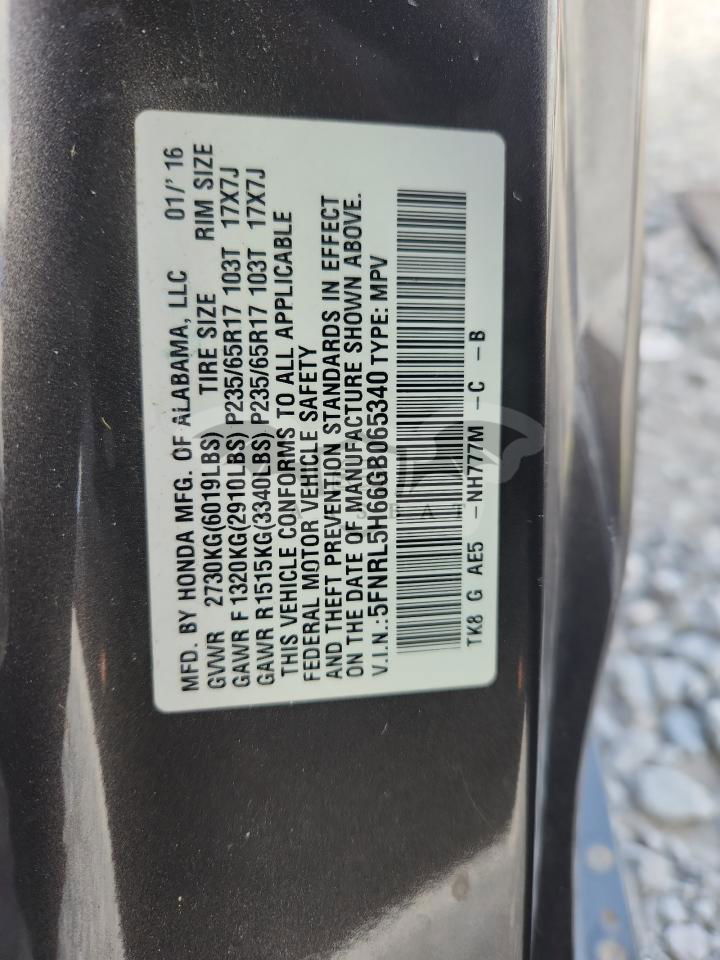 MFD. BY HONDA MFG. OF ALABAMA, LLC 01/'16
GVWR 2730KG(6019LBS) TIRE SIZE RIM SIZE
GAWR F 1320KG(2910LBS) P235/65R17 103T 17X7J
GAWR R 1515KG(3340LBS) P235/65R17 103T 17X7J
THIS VEHICLE CONFORMS TO ALL APPLICABLE
FEDERAL MOTOR VEHICLE SAFETY
AND THEFT PREVENTION STANDARDS IN EFFECT
ON THE DATE OF MANUFACTURE SHOWN ABOVE.
V.I.N.:5FNRL5H66GB065340 TYPE: MPV
TK8 G AE5 -NH777M -C -B